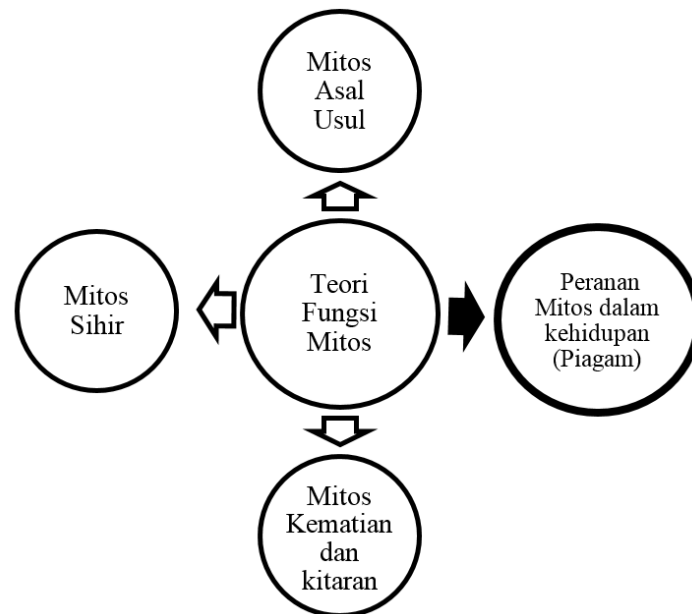 Mitos
Asal
Usul
Mitos
Sihir
Teori
Fungsi
Mitos
Peranan
Mitos dalam
kehidupan
(Piagam)
Mitos
Kematian
dan
kitaran